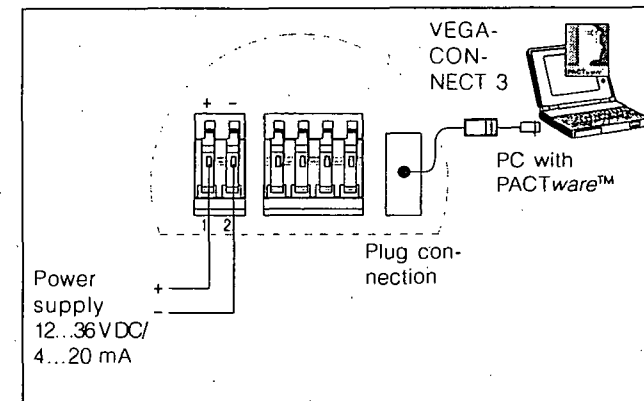 VEGA-
CON-
NECT 3
PACTware
+ −
PC with
PACTware™
1 2
Plug con-
nection
Power
supply
12...36 V DC/
4...20 mA
+
−